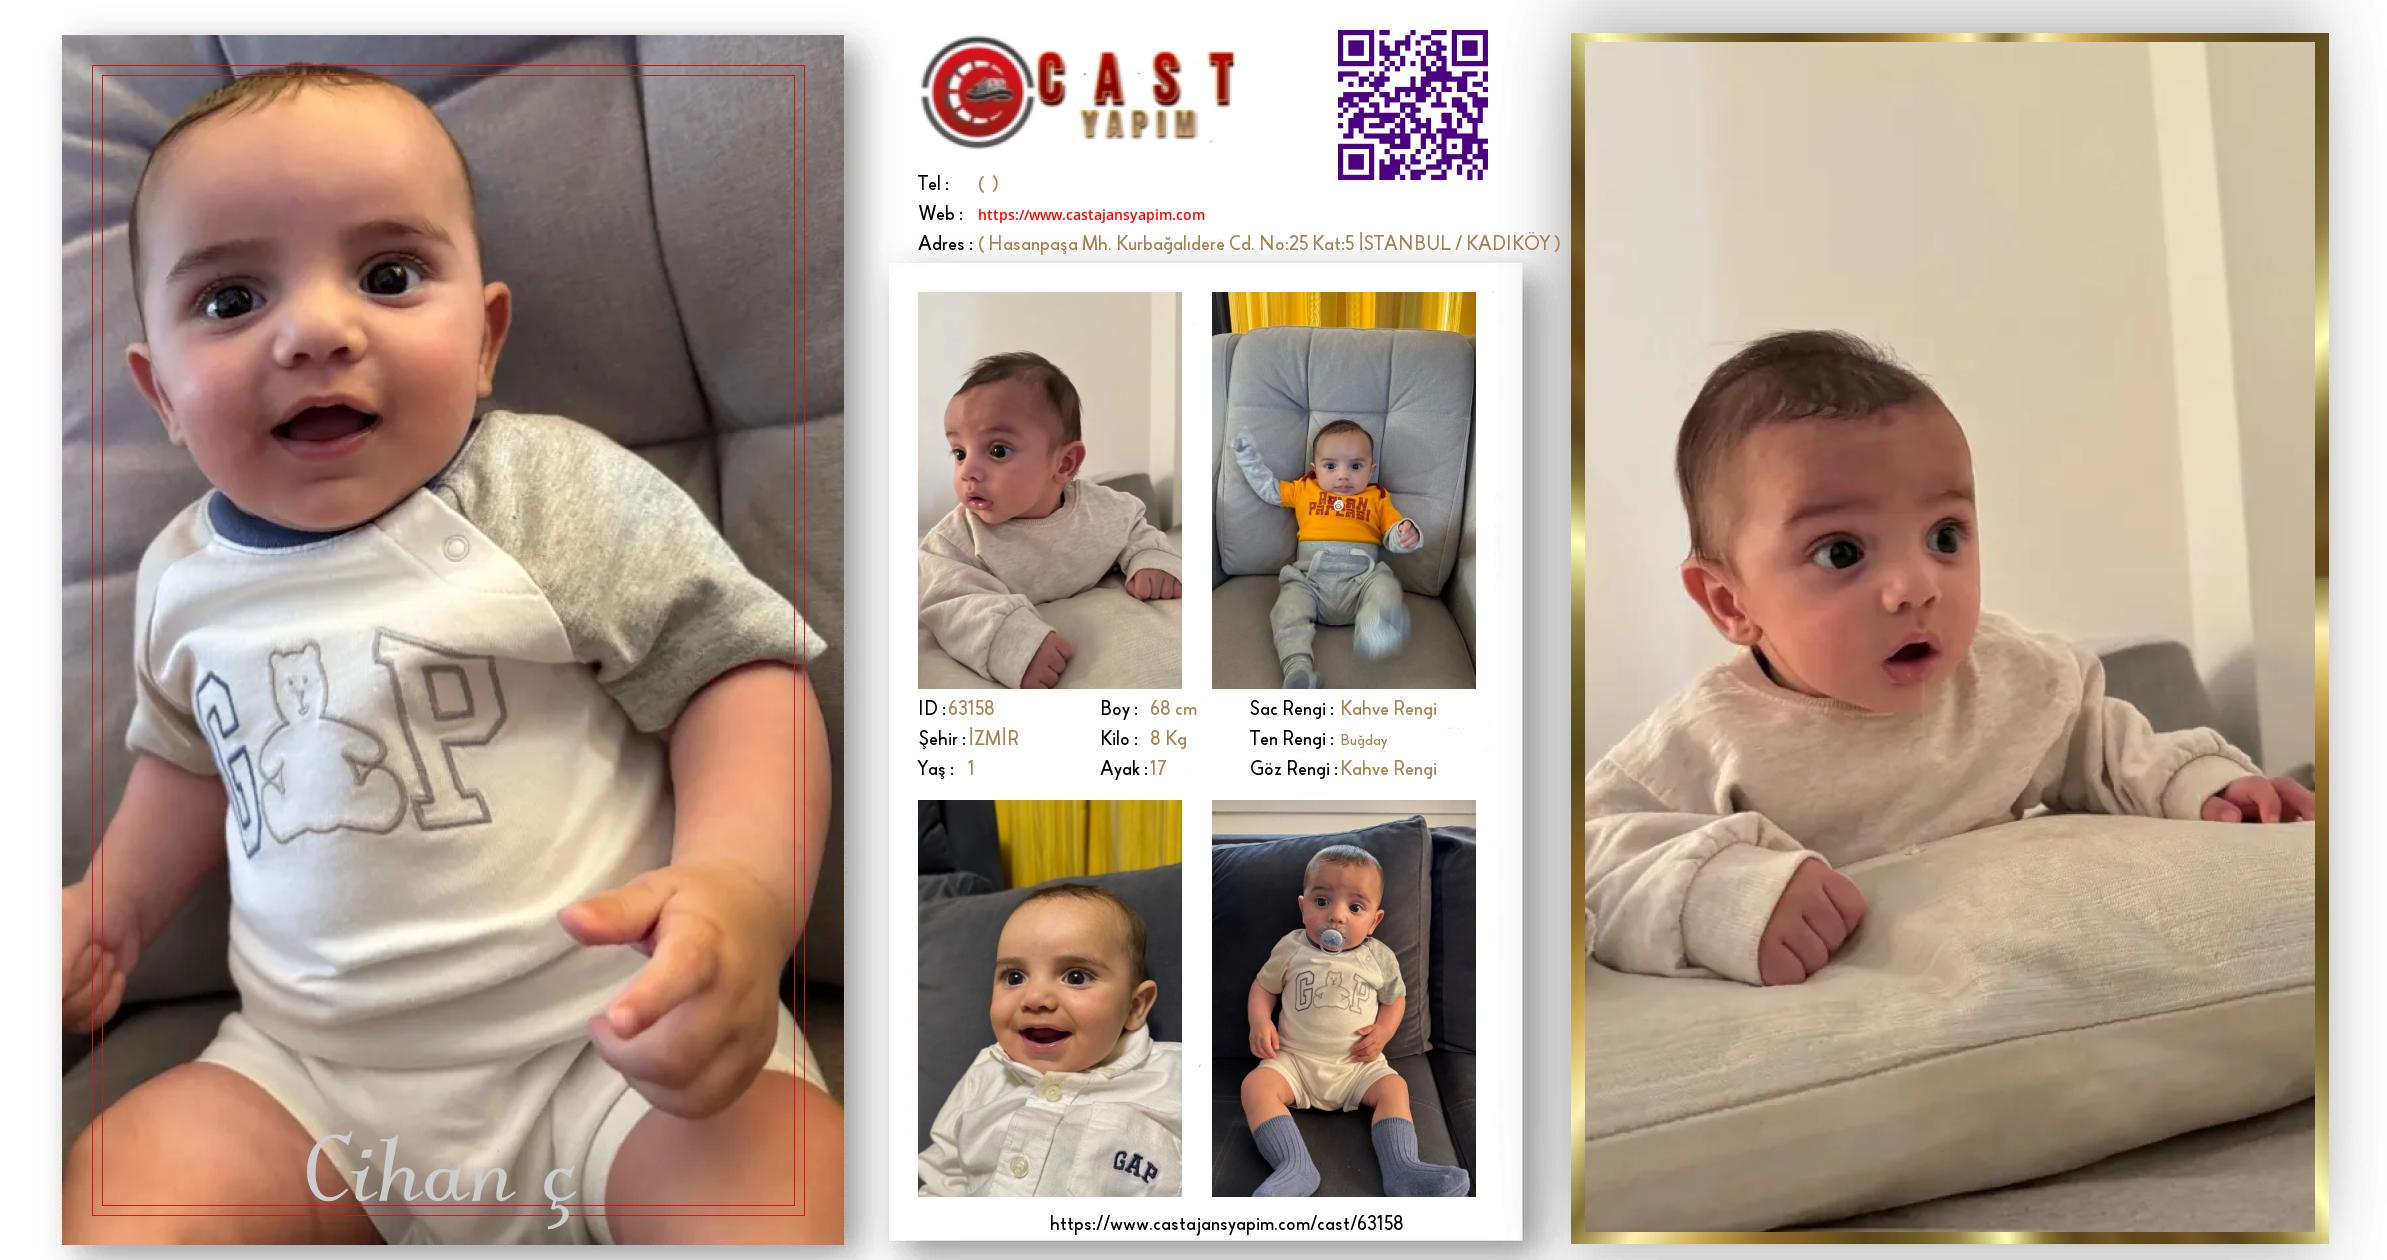 GAP
Cihan ç
CAST
YAPIM
Tel : ( )
Web : https://www.castajansyapim.com
Adres : ( Hasanpaşa Mh. Kurbağalıdere Cd. No:25 Kat:5 İSTANBUL / KADIKÖY )
ID : 63158 Boy : 68 cm Sac Rengi : Kahve Rengi
Şehir : İZMİR Kilo : 8 Kg Ten Rengi : Buğday
Yaş : 1 Ayak : 17 Göz Rengi : Kahve Rengi
GAP
GAP
https://www.castajansyapim.com/cast/63158